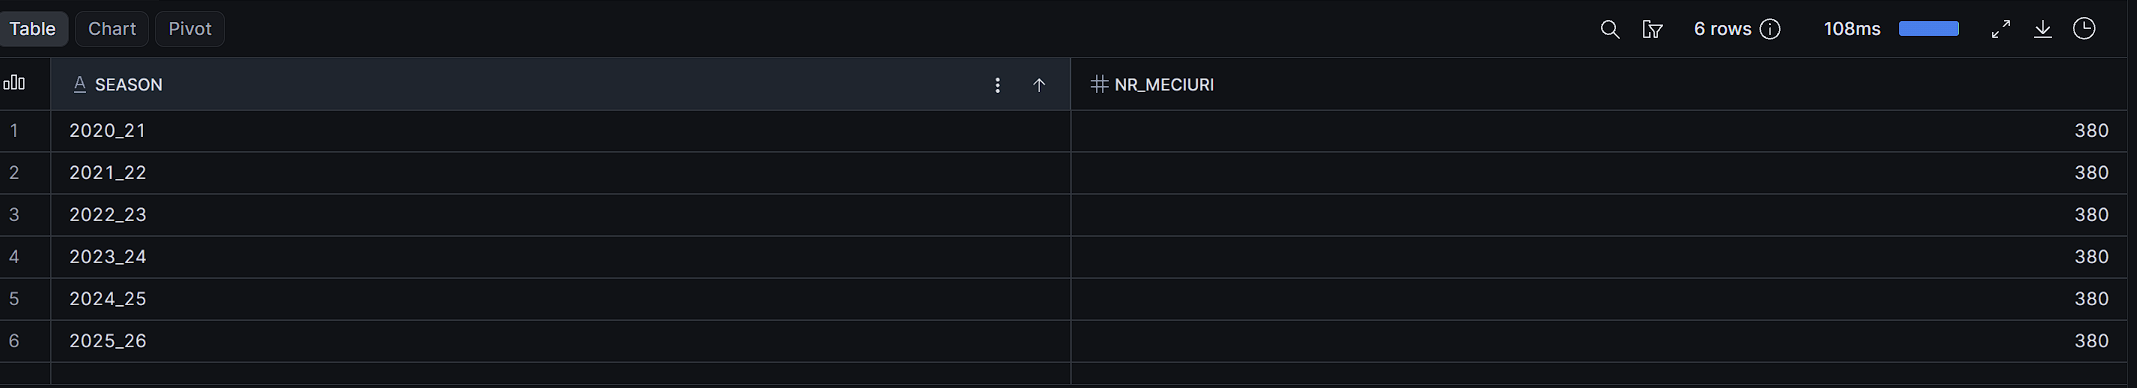 Table Chart Pivot 6 rows 108ms
A SEASON # NR_MECIURI
1 2020_21 380
2 2021_22 380
3 2022_23 380
4 2023_24 380
5 2024_25 380
6 2025_26 380